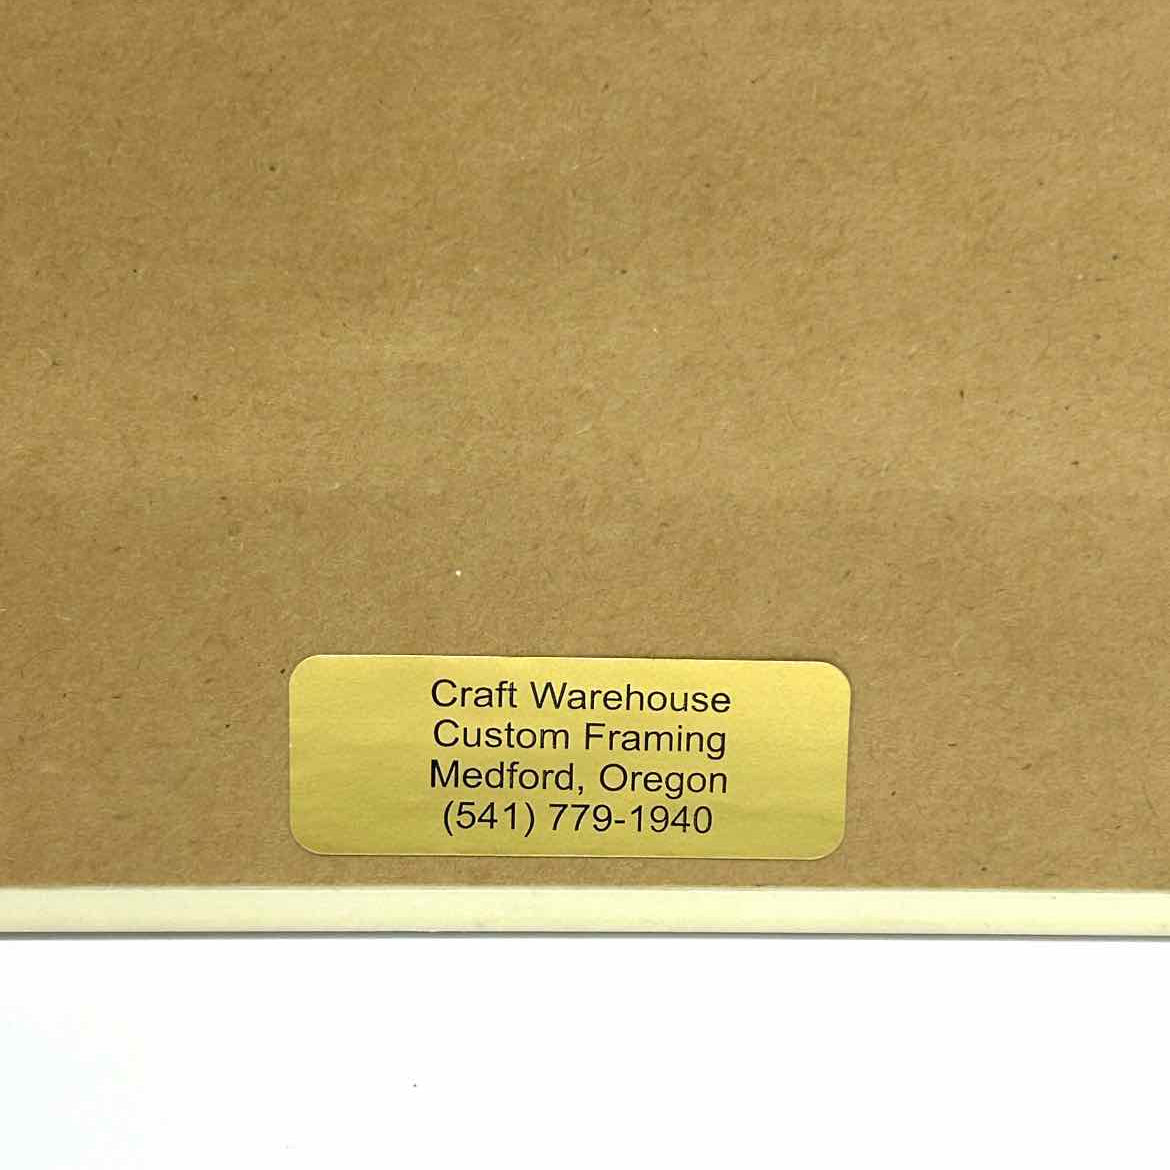 Craft Warehouse
Custom Framing
Medford, Oregon
(541) 779-1940